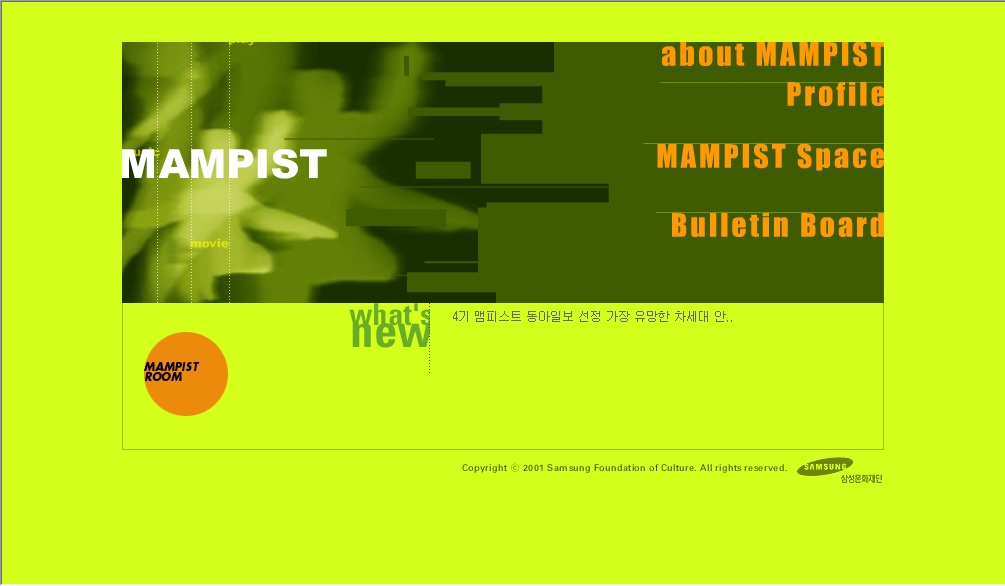 about MAMPIST
Profile
MAMPIST
MAMPIST Space
movie
Bulletin Board
what's
new
4기 맴피스트 동아일보 선정 가장 유망한 차세대 안..
MAMPIST
ROOM
Copyright ⓒ 2001 Samsung Foundation of Culture. All rights reserved.
SAMSUNG
삼성문화재단